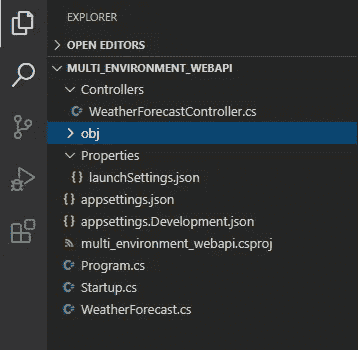 EXPLORER
OPEN EDITORS
MULTI_ENVIRONMENT_WEBAPI
Controllers
WeatherForecastController.cs
obj
Properties
{} launchSettings.json
{} appsettings.json
{} appsettings.Development.json
multi_environment_webapi.csproj
C# Program.cs
C# Startup.cs
C# WeatherForecast.cs